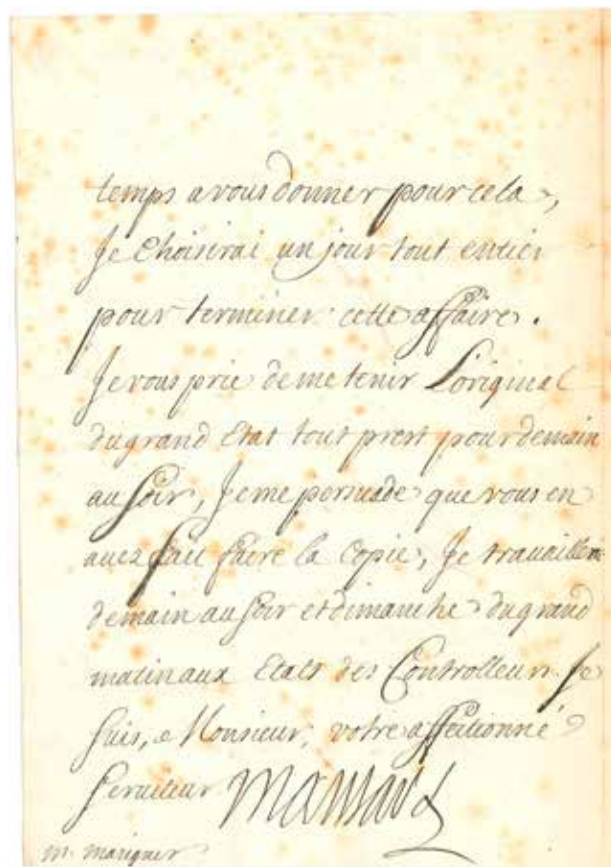 temps a vous donner pour cela,
Je Choisirai un jour tout entier
pour terminer cette affaire.
Je vous prie de me tenir L'original
du grand Etat tout prest pour demain
au soir, Je me persuade que vous en
avez fait faire la copie, Je travaillerai
demain au soir et dimanche du grand
matin aux Etats des Controlleurs. Je
suis, Monsieur, votre affectionné
serviteur Mansard
M. Marigner